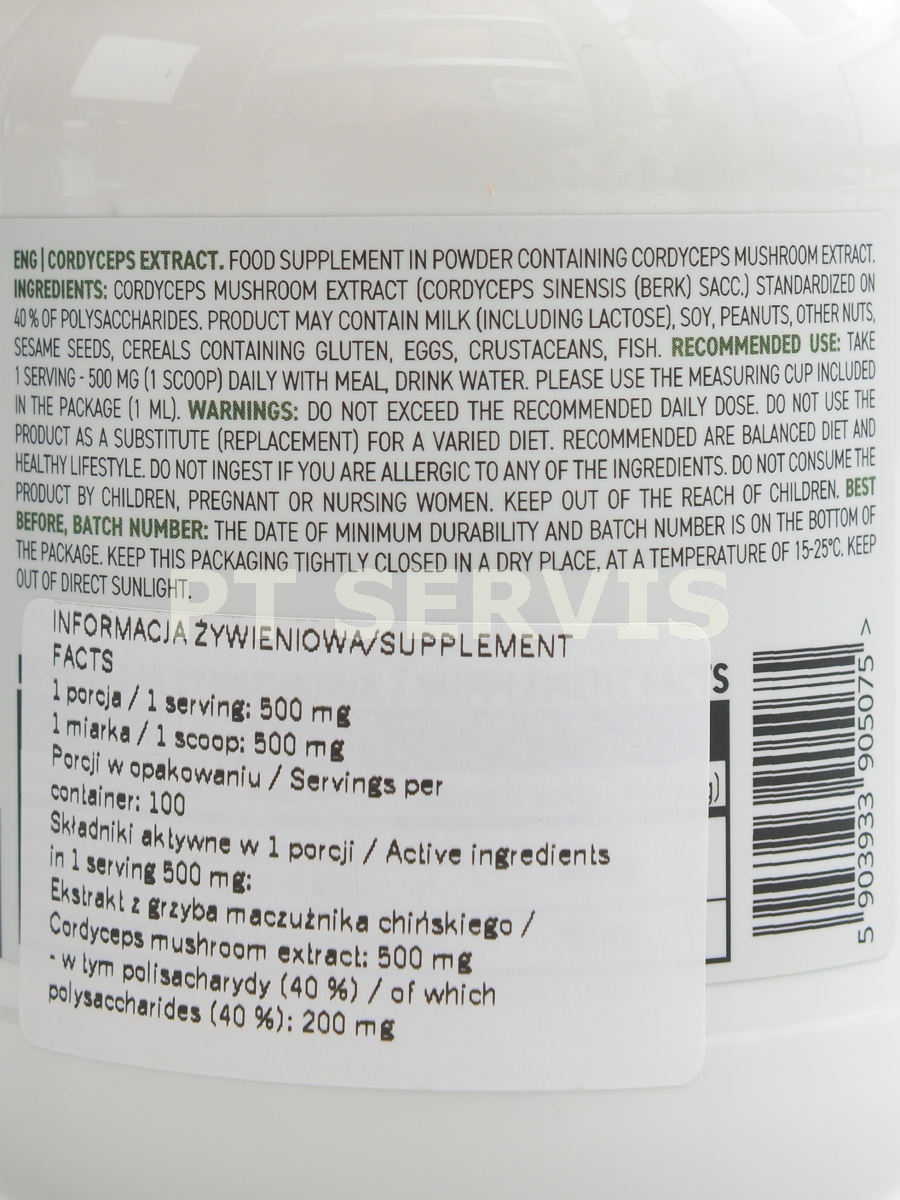 ENG | CORDYCEPS EXTRACT. FOOD SUPPLEMENT IN POWDER CONTAINING CORDYCEPS MUSHROOM EXTRACT.
INGREDIENTS: CORDYCEPS MUSHROOM EXTRACT (CORDYCEPS SINENSIS (BERK) SACC.) STANDARDIZED ON
40 % OF POLYSACCHARIDES. PRODUCT MAY CONTAIN MILK (INCLUDING LACTOSE), SOY, PEANUTS, OTHER NUTS,
SESAME SEEDS, CEREALS CONTAINING GLUTEN, EGGS, CRUSTACEANS, FISH. RECOMMENDED USE: TAKE
1 SERVING - 500 MG (1 SCOOP) DAILY WITH MEAL, DRINK WATER. PLEASE USE THE MEASURING CUP INCLUDED
IN THE PACKAGE (1 ML). WARNINGS: DO NOT EXCEED THE RECOMMENDED DAILY DOSE. DO NOT USE THE
PRODUCT AS A SUBSTITUTE (REPLACEMENT) FOR A VARIED DIET. RECOMMENDED ARE BALANCED DIET AND
HEALTHY LIFESTYLE. DO NOT INGEST IF YOU ARE ALLERGIC TO ANY OF THE INGREDIENTS. DO NOT CONSUME THE
PRODUCT BY CHILDREN, PREGNANT OR NURSING WOMEN. KEEP OUT OF THE REACH OF CHILDREN. BEST
BEFORE, BATCH NUMBER: THE DATE OF MINIMUM DURABILITY AND BATCH NUMBER IS ON THE BOTTOM OF
THE PACKAGE. KEEP THIS PACKAGING TIGHTLY CLOSED IN A DRY PLACE, AT A TEMPERATURE OF 15-25°C. KEEP
OUT OF DIRECT SUNLIGHT.
PT SERVIS
INFORMACJA ŻYWIENIOWA/SUPPLEMENT
FACTS
1 porcja / 1 serving: 500 mg
1 miarka / 1 scoop: 500 mg
Porcji w opakowaniu / Servings per
container: 100
Składniki aktywne w 1 porcji / Active ingredients
in 1 serving 500 mg:
Ekstrakt z grzyba maczużnika chińskiego /
Cordyceps mushroom extract: 500 mg
- w tym polisacharydy (40 %) / of which
polysaccharides (40 %): 200 mg
5 903933 905075 >